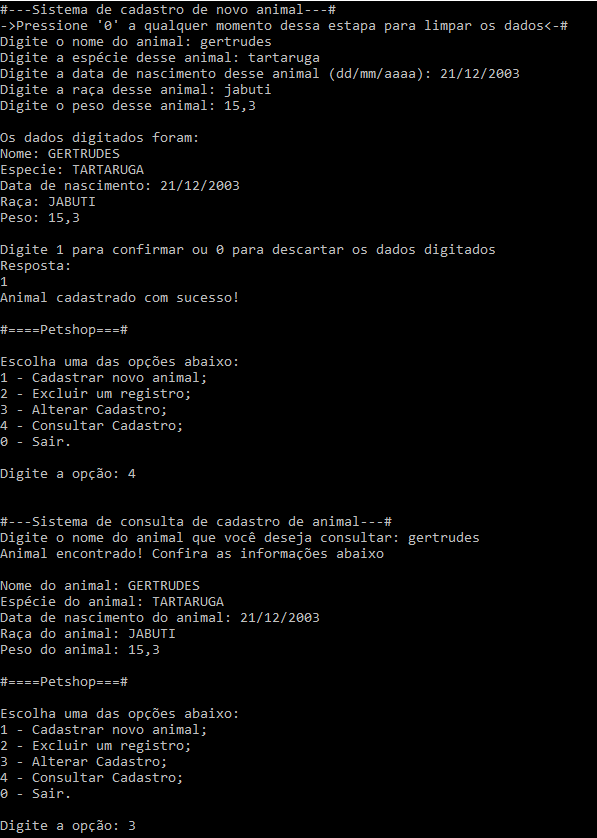 #---Sistema de cadastro de novo animal---#
->Pressione '0' a qualquer momento dessa estapa para limpar os dados<-#
Digite o nome do animal: gertrudes
Digite a espécie desse animal: tartaruga
Digite a data de nascimento desse animal (dd/mm/aaaa): 21/12/2003
Digite a raça desse animal: jabuti
Digite o peso desse animal: 15,3
Os dados digitados foram:
Nome: GERTRUDES
Especie: TARTARUGA
Data de nascimento: 21/12/2003
Raça: JABUTI
Peso: 15,3
Digite 1 para confirmar ou 0 para descartar os dados digitados
Resposta:
1
Animal cadastrado com sucesso!
#====Petshop===#
Escolha uma das opções abaixo:
1 - Cadastrar novo animal;
2 - Excluir um registro;
3 - Alterar Cadastro;
4 - Consultar Cadastro;
0 - Sair.
Digite a opção: 4
#---Sistema de consulta de cadastro de animal---#
Digite o nome do animal que você deseja consultar: gertrudes
Animal encontrado! Confira as informações abaixo
Nome do animal: GERTRUDES
Espécie do animal: TARTARUGA
Data de nascimento do animal: 21/12/2003
Raça do animal: JABUTI
Peso do animal: 15,3
#====Petshop===#
Escolha uma das opções abaixo:
1 - Cadastrar novo animal;
2 - Excluir um registro;
3 - Alterar Cadastro;
4 - Consultar Cadastro;
0 - Sair.
Digite a opção: 3